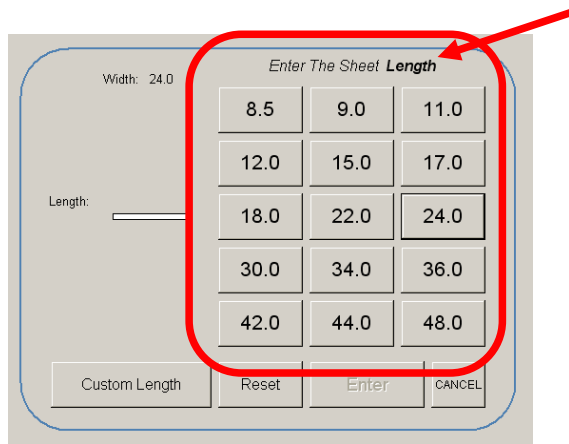 Enter The Sheet Length
Width: 24.0
8.5 9.0 11.0
12.0 15.0 17.0
Length:
18.0 22.0 24.0
30.0 34.0 36.0
42.0 44.0 48.0
Custom Length Reset Enter CANCEL